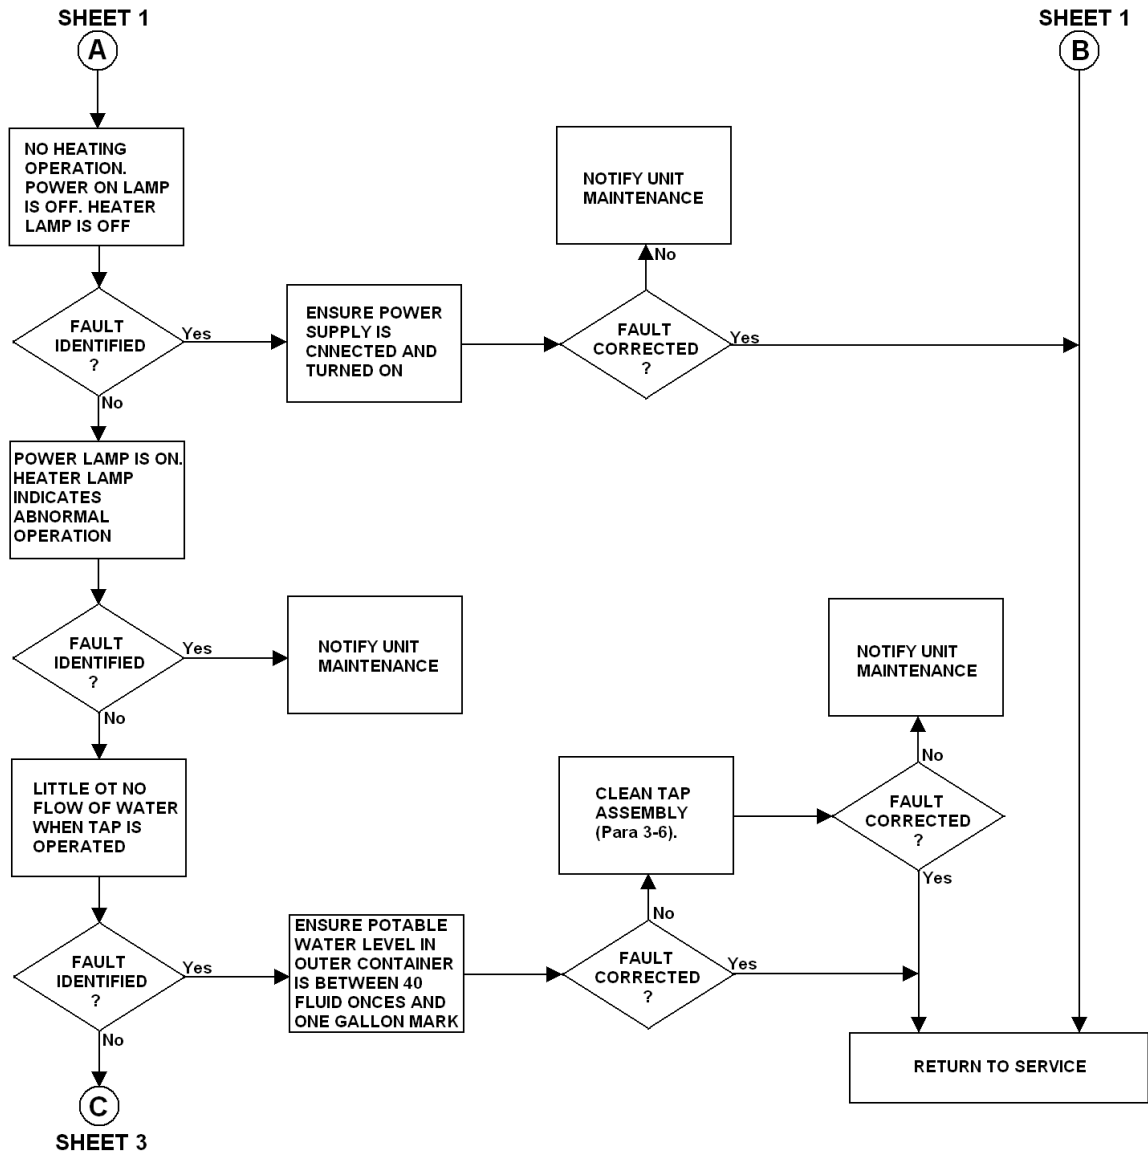 SHEET 1
A
SHEET 1
B
NO HEATING
OPERATION.
POWER ON LAMP
IS OFF. HEATER
LAMP IS OFF
NOTIFY UNIT
MAINTENANCE
No
FAULT
IDENTIFIED
?
Yes
ENSURE POWER
SUPPLY IS
CNNECTED AND
TURNED ON
FAULT
CORRECTED
?
Yes
No
POWER LAMP IS ON.
HEATER LAMP
INDICATES
ABNORMAL
OPERATION
FAULT
IDENTIFIED
?
Yes
NOTIFY UNIT
MAINTENANCE
NOTIFY UNIT
MAINTENANCE
No
No
LITTLE OT NO
FLOW OF WATER
WHEN TAP IS
OPERATED
CLEAN TAP
ASSEMBLY
(Para 3-6).
FAULT
CORRECTED
?
Yes
No
FAULT
IDENTIFIED
?
Yes
ENSURE POTABLE
WATER LEVEL IN
OUTER CONTAINER
IS BETWEEN 40
FLUID ONCES AND
ONE GALLON MARK
FAULT
CORRECTED
?
Yes
No
RETURN TO SERVICE
C
SHEET 3